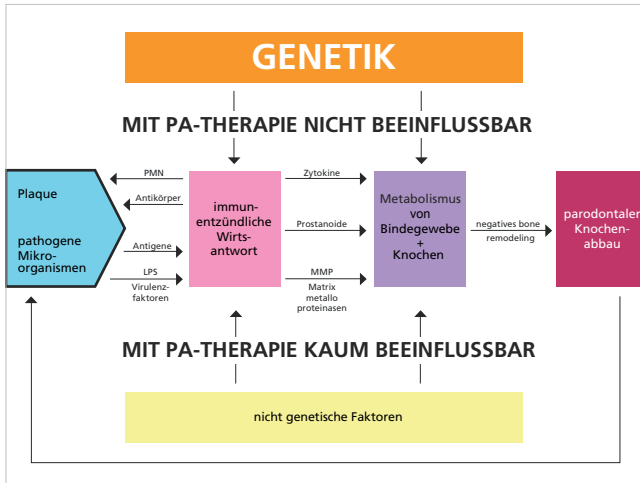 GENETIK
MIT PA-THERAPIE NICHT BEEINFLUSSBAR
Plaque
pathogene
Mikro-
organismen
PMN
Antikörper
Antigene
LPS
Virulenz-
faktoren
immun-
entzündliche
Wirts-
antwort
Zytokine
Prostanoide
MMP
Matrix
metallo
proteinasen
Metabolismus
von
Bindegewebe
+
Knochen
negatives bone
remodeling
parodontaler
Knochen-
abbau
MIT PA-THERAPIE KAUM BEEINFLUSSBAR
nicht genetische Faktoren